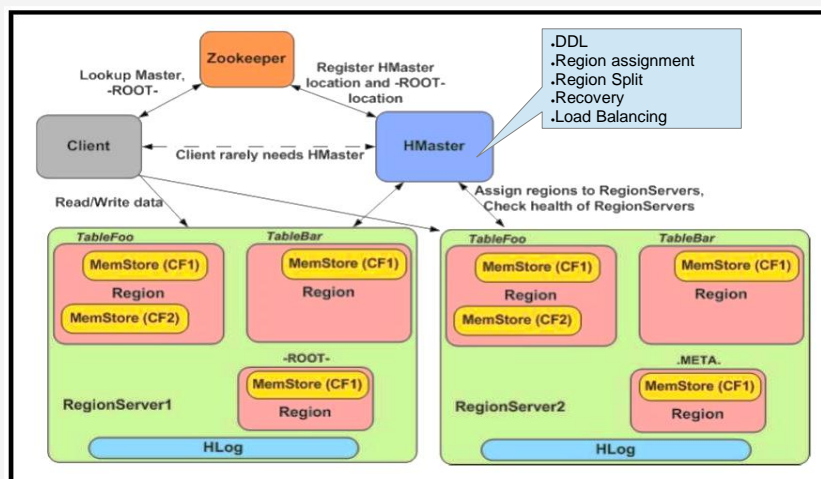 Zookeeper
.DDL
.Region assignment
.Region Split
.Recovery
.Load Balancing
Lookup Master,
-ROOT-
Register HMaster
location and -ROOT-
location
Client
Client rarely needs HMaster
HMaster
Read/Write data
Assign regions to RegionServers,
Check health of RegionServers
TableFoo
MemStore (CF1)
Region
MemStore (CF2)
TableBar
MemStore (CF1)
Region
-ROOT-
MemStore (CF1)
Region
RegionServer1
HLog
TableFoo
MemStore (CF1)
Region
MemStore (CF2)
TableBar
MemStore (CF1)
Region
.META.
MemStore (CF1)
Region
RegionServer2
HLog